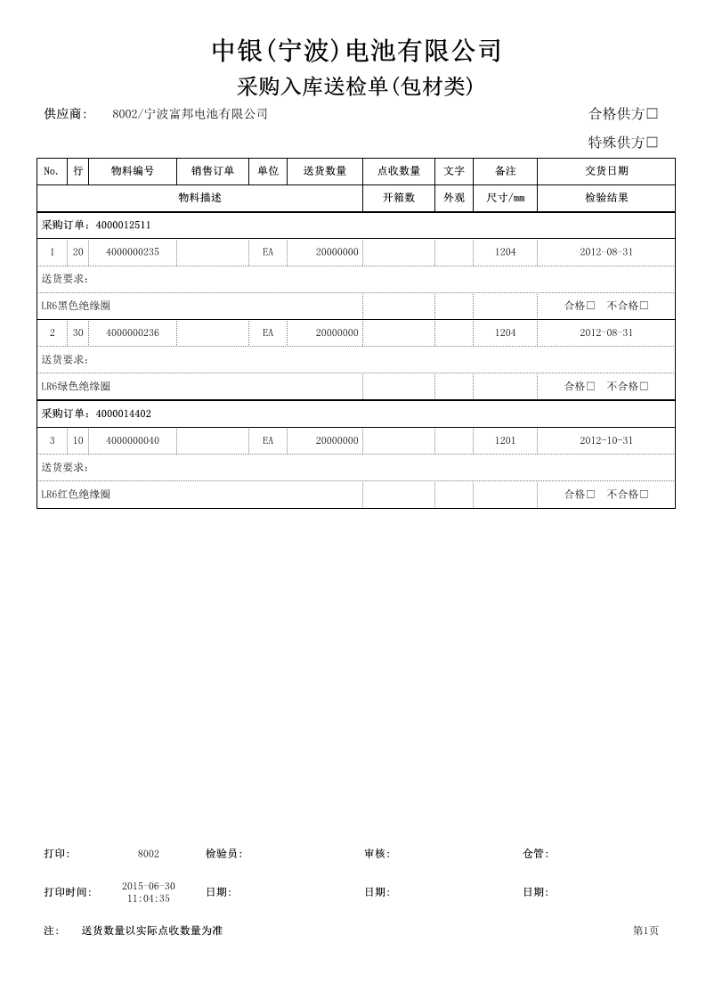 中银(宁波)电池有限公司
采购入库送检单(包材类)
供应商: 8002/宁波富邦电池有限公司 合格供方□
特殊供方□
No. 行 物料编号 销售订单 单位 送货数量 点收数量 文字 备注 交货日期
物料描述 开箱数 外观 尺寸/mm 检验结果
采购订单: 4000012511
1 20 4000000235 EA 20000000 1204 2012-08-31
送货要求:
LR6黑色绝缘圈 合格□ 不合格□
2 30 4000000236 EA 20000000 1204 2012-08-31
送货要求:
LR6绿色绝缘圈 合格□ 不合格□
采购订单: 4000014402
3 10 4000000040 EA 20000000 1201 2012-10-31
送货要求:
LR6红色绝缘圈 合格□ 不合格□
打印: 8002 检验员: 审核: 仓管:
打印时间: 2015-06-30 11:04:35 日期: 日期: 日期:
注: 送货数量以实际点收数量为准 第1页